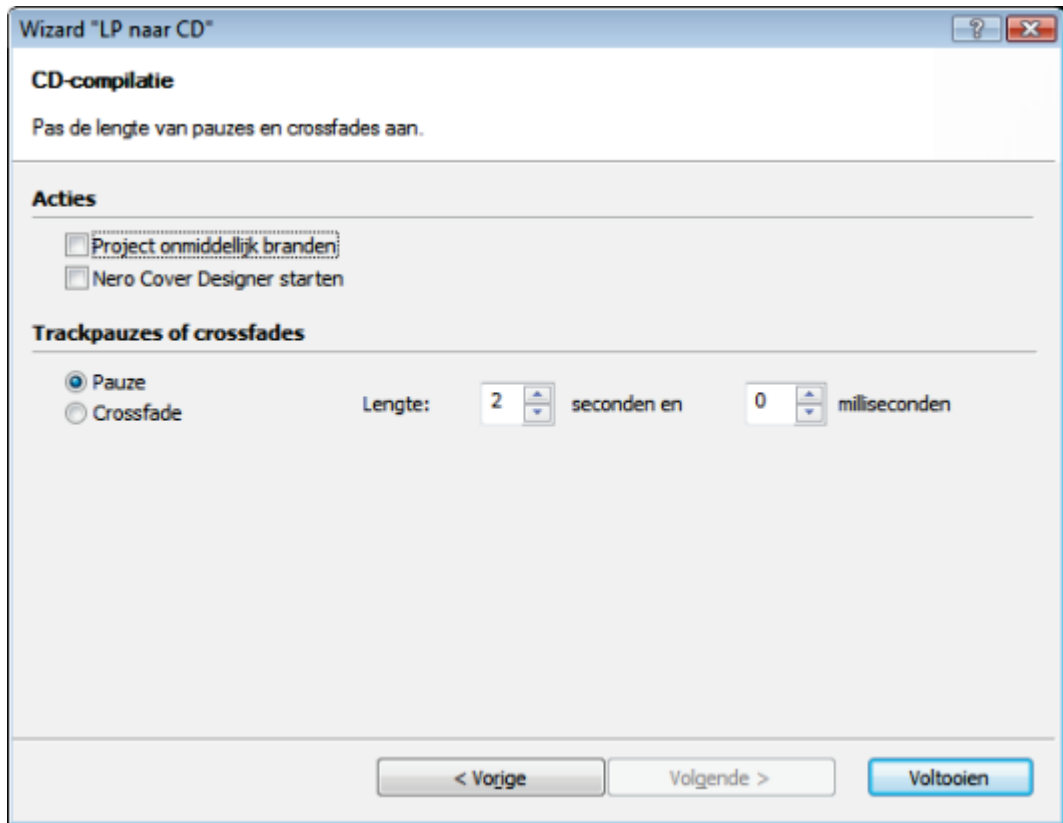 Wizard "LP naar CD"
CD-compilatie
Pas de lengte van pauzes en crossfades aan.
Acties
Project onmiddellijk branden
Nero Cover Designer starten
Trackpauzes of crossfades
Pauze
Crossfade
Lengte: 2 seconden en 0 milliseconden
< Vorige Volgende > Voltooien